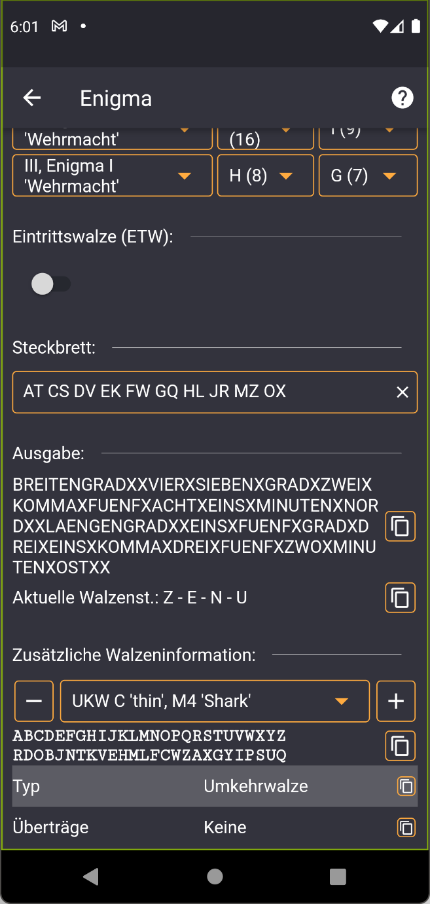 6:01
Enigma
'Wehrmacht'
(16)
I (9)
III, Enigma I
'Wehrmacht'
H (8)
G (7)
Eintrittswalze (ETW):
Steckbrett:
AT CS DV EK FW GQ HL JR MZ OX
Ausgabe:
BREITENGRADXXVIERXSIEBENXGRADXZWEIX
KOMMAXFUENFXACHTXEINSXMINUTENXNOR
DXXLAENGENGRADXXEINSXFUENFXGRADXD
REIXEINSXKOMMAXDREIXFUENFXZWOXMINU
TENXOSTXX
Aktuelle Walzenst.: Z - E - N - U
Zusätzliche Walzeninformation:
UKW C 'thin', M4 'Shark'
ABCDEFGHIJKLMNOPQRSTUVWXYZ
RDOBJNTKVEHMLFCWZAXGYIPSUQ
Typ Umkehrwalze
Überträge Keine